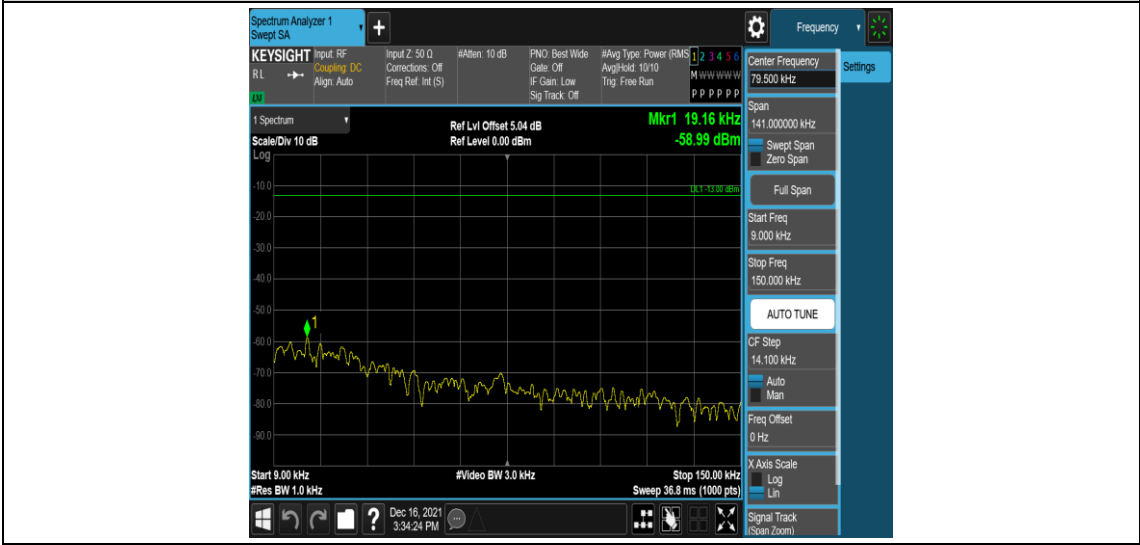 Spectrum Analyzer 1
Swept SA
+
Frequency
KEYSIGHT
RL
LM
Input: RF
Coupling: DC
Align: Auto
Input Z: 50 Ω
Corrections: Off
Freq Ref: Int (S)
#Atten: 10 dB
PNO: Best Wide
Gate: Off
IF Gain: Low
Sig Track: Off
#Avg Type: Power (RMS
Avg|Hold: 10/10
Trig: Free Run
1 2 3 4 5 6
M W W W W W
P P P P P P
1 Spectrum
Scale/Div 10 dB
Log
Ref Lvl Offset 5.04 dB
Ref Level 0.00 dBm
Mkr1 19.16 kHz
-58.99 dBm
-10.0
DL1 -13.00 dBm
-20.0
-30.0
-40.0
-50.0
1
-60.0
-70.0
-80.0
-90.0
Start 9.00 kHz
#Res BW 1.0 kHz
#Video BW 3.0 kHz
Stop 150.00 kHz
Sweep 36.8 ms (1000 pts)
?
Dec 16, 2021
3:34:24 PM
Center Frequency
79.500 kHz
Settings
Span
141.000000 kHz
Swept Span
Zero Span
Full Span
Start Freq
9.000 kHz
Stop Freq
150.000 kHz
AUTO TUNE
CF Step
14.100 kHz
Auto
Man
Freq Offset
0 Hz
X Axis Scale
Log
Lin
Signal Track
(Span Zoom)